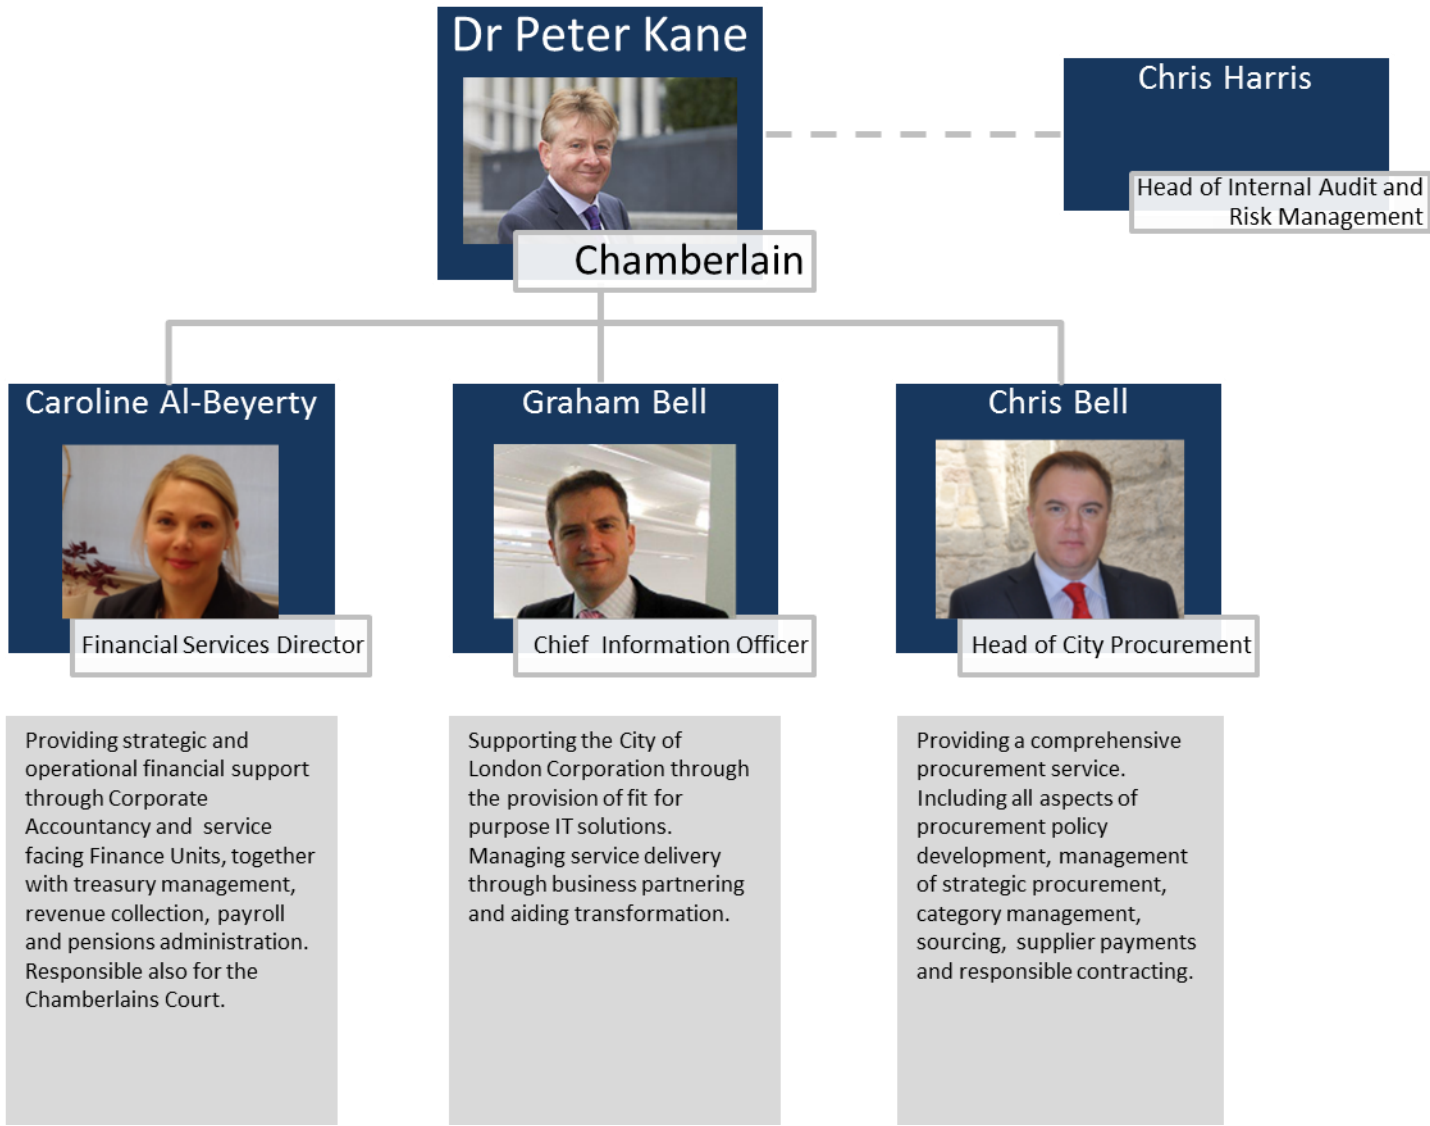 Dr Peter Kane
Chamberlain
Chris Harris
Head of Internal Audit and
Risk Management
Caroline Al-Beyerty
Financial Services Director
Graham Bell
Chief Information Officer
Chris Bell
Head of City Procurement
Providing strategic and
operational financial support
through Corporate
Accountancy and service
facing Finance Units, together
with treasury management,
revenue collection, payroll
and pensions administration.
Responsible also for the
Chamberlains Court.
Supporting the City of
London Corporation through
the provision of fit for
purpose IT solutions.
Managing service delivery
through business partnering
and aiding transformation.
Providing a comprehensive
procurement service.
Including all aspects of
procurement policy
development, management
of strategic procurement,
category management,
sourcing, supplier payments
and responsible contracting.